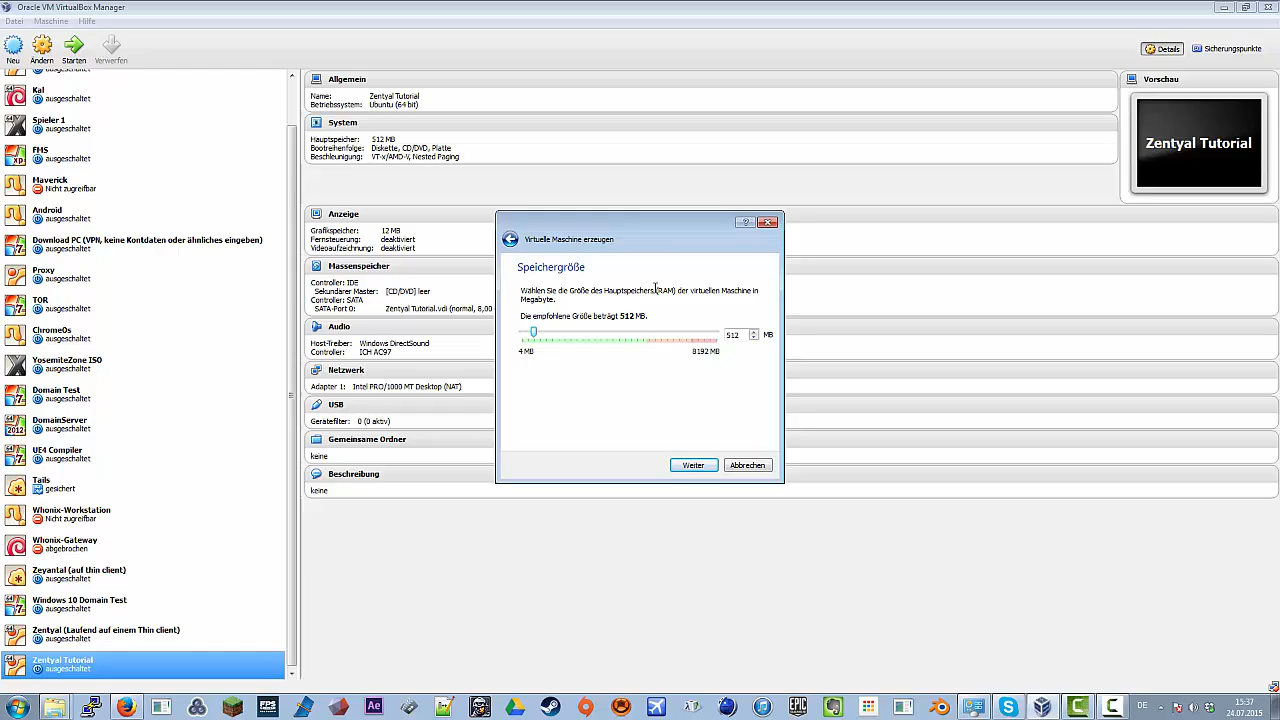 Oracle VM VirtualBox Manager
Datei Maschine Hilfe
Neu Ändern Starten Verwerfen
Details Sicherungspunkte
ausgeschaltet
Kal
ausgeschaltet
Spieler 1
ausgeschaltet
FMS
ausgeschaltet
Maverick
Nicht zugreifbar
Android
ausgeschaltet
Download PC (VPN, keine Kontdaten oder ähnliches eingeben)
ausgeschaltet
Proxy
ausgeschaltet
TOR
ausgeschaltet
ChromeOs
ausgeschaltet
YosemiteZone ISO
ausgeschaltet
Domain Test
ausgeschaltet
DomainServer
ausgeschaltet
UE4 Compiler
ausgeschaltet
Tails
gesichert
Whonix-Workstation
Nicht zugreifbar
Whonix-Gateway
abgebrochen
Zeyantal (auf thin client)
ausgeschaltet
Windows 10 Domain Test
ausgeschaltet
Zentyal (Laufend auf einem Thin client)
ausgeschaltet
Zentyal Tutorial
ausgeschaltet
Allgemein
Name: Zentyal Tutorial
Betriebssystem: Ubuntu (64 bit)
System
Hauptspeicher: 512 MB
Bootreihenfolge: Diskette, CD/DVD, Platte
Beschleunigung: VT-x/AMD-V, Nested Paging
Anzeige
Grafikspeicher: 12 MB
Fernsteuerung: deaktiviert
Videoaufzeichnung: deaktiviert
Massenspeicher
Controller: IDE
Sekundärer Master: [CD/DVD] leer
Controller: SATA
SATA-Port 0: Zentyal Tutorial.vdi (normal, 8,00
Audio
Host-Treiber: Windows DirectSound
Controller: ICH AC97
Netzwerk
Adapter 1: Intel PRO/1000 MT Desktop (NAT)
USB
Gerätefilter: 0 (0 aktiv)
Gemeinsame Ordner
keine
Beschreibung
keine
Vorschau
Zentyal Tutorial
Virtuelle Maschine erzeugen
Speichergröße
Wählen Sie die Größe des Hauptspeichers (RAM) der virtuellen Maschine in
Megabyte.
Die empfohlene Größe beträgt 512 MB.
512 MB
4 MB 8192 MB
Weiter Abbrechen
DE
15:37
24.07.2015